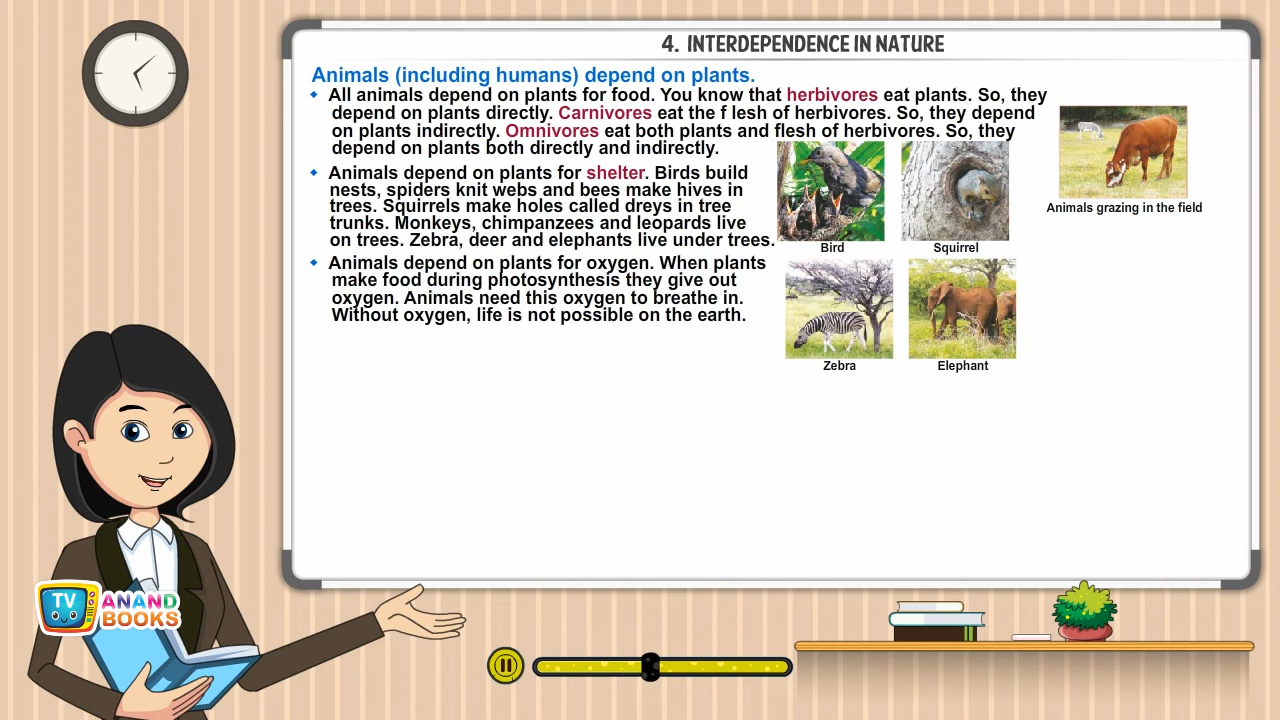 4. INTERDEPENDENCE IN NATURE
Animals (including humans) depend on plants.
All animals depend on plants for food. You know that herbivores eat plants. So, they
depend on plants directly. Carnivores eat the f lesh of herbivores. So, they depend
on plants indirectly. Omnivores eat both plants and flesh of herbivores. So, they
depend on plants both directly and indirectly.
Animals grazing in the field
Animals depend on plants for shelter. Birds build
nests, spiders knit webs and bees make hives in
trees. Squirrels make holes called dreys in tree
trunks. Monkeys, chimpanzees and leopards live
on trees. Zebra, deer and elephants live under trees.
Bird
Squirrel
Animals depend on plants for oxygen. When plants
make food during photosynthesis they give out
oxygen. Animals need this oxygen to breathe in.
Without oxygen, life is not possible on the earth.
Zebra
Elephant
TV
ANAND
BOOKS